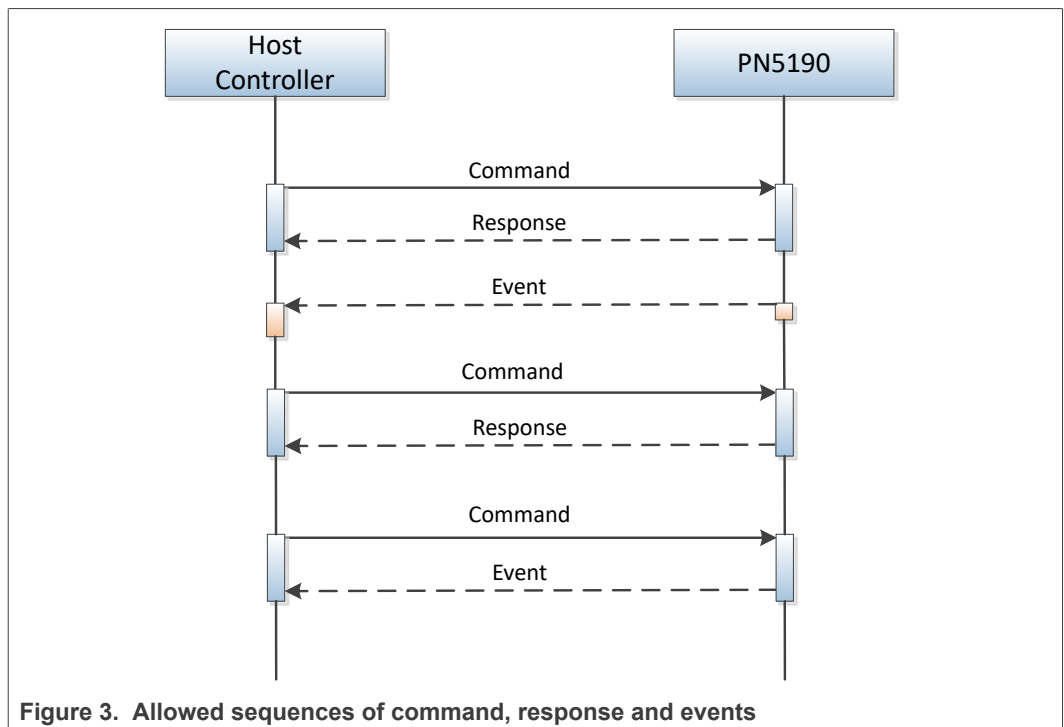 Host
Controller
PN5190
Command
Response
Event
Command
Response
Command
Event
Figure 3. Allowed sequences of command, response and events